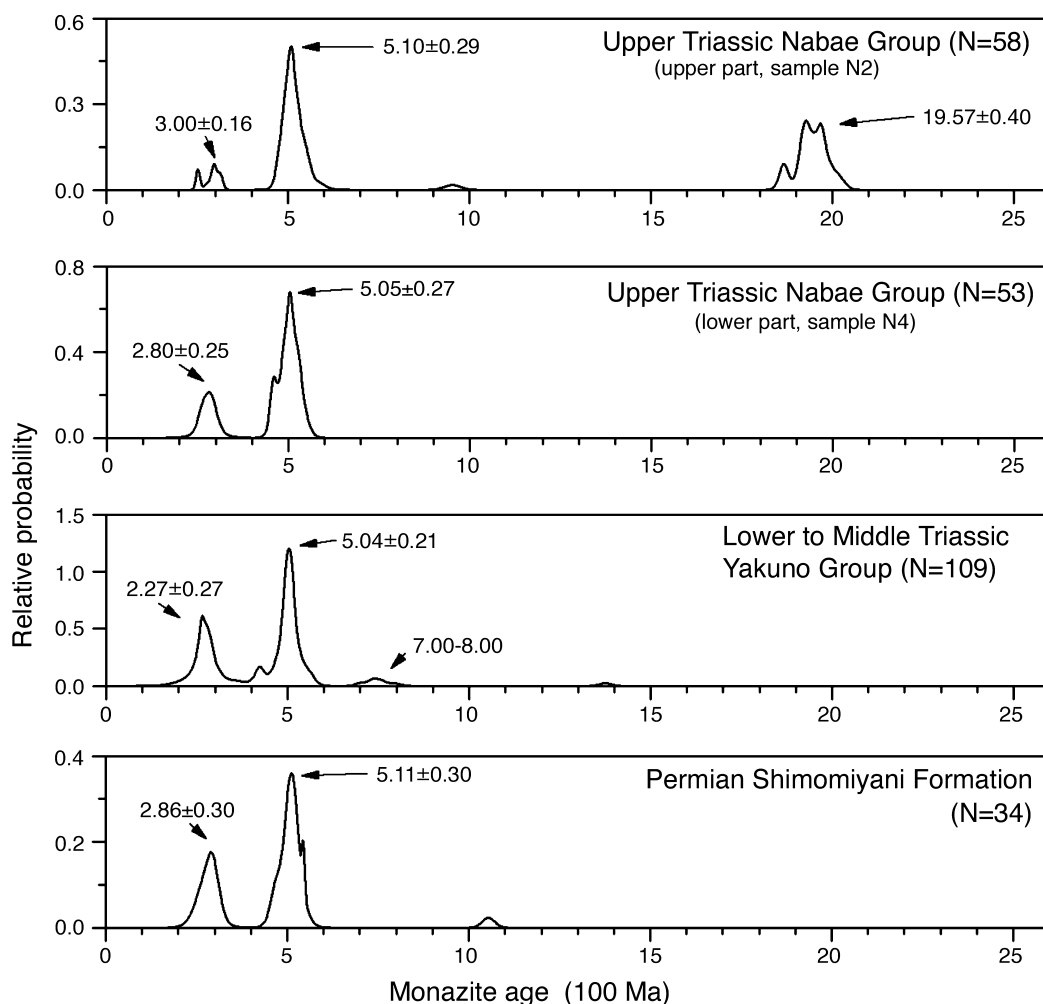 0.6
5.10±0.29
Upper Triassic Nabae Group (N=58)
(upper part, sample N2)
0.3
3.00±0.16
19.57±0.40
0.0
0 5 10 15 20 25
0.8
5.05±0.27
Upper Triassic Nabae Group (N=53)
(lower part, sample N4)
0.4
2.80±0.25
0.0
0 5 10 15 20 25
Relative probability
1.5
5.04±0.21
Lower to Middle Triassic
Yakuno Group (N=109)
1.0
2.27±0.27
0.5
7.00-8.00
0.0
0 5 10 15 20 25
0.4
5.11±0.30
Permian Shimomiyani Formation
(N=34)
2.86±0.30
0.2
0.0
0 5 10 15 20 25
Monazite age (100 Ma)